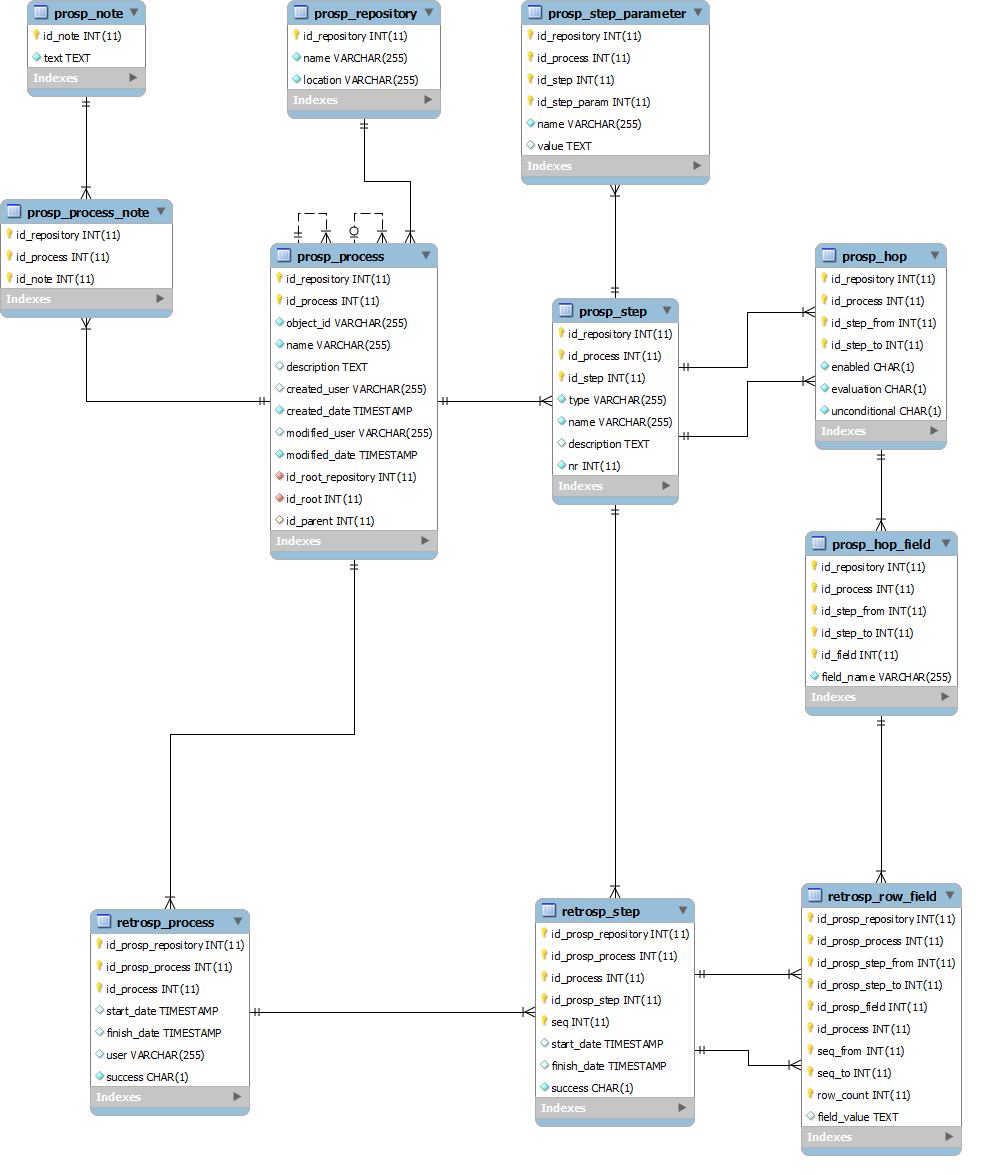 prosp_note
id_note INT(11)
text TEXT
Indexes
prosp_repository
id_repository INT(11)
name VARCHAR(255)
location VARCHAR(255)
Indexes
prosp_step_parameter
id_repository INT(11)
id_process INT(11)
id_step INT(11)
id_step_param INT(11)
name VARCHAR(255)
value TEXT
Indexes
prosp_process_note
id_repository INT(11)
id_process INT(11)
id_note INT(11)
Indexes
prosp_process
id_repository INT(11)
id_process INT(11)
object_id VARCHAR(255)
name VARCHAR(255)
description TEXT
created_user VARCHAR(255)
created_date TIMESTAMP
modified_user VARCHAR(255)
modified_date TIMESTAMP
id_root_repository INT(11)
id_root INT(11)
id_parent INT(11)
Indexes
prosp_step
id_repository INT(11)
id_process INT(11)
id_step INT(11)
type VARCHAR(255)
name VARCHAR(255)
description TEXT
nr INT(11)
Indexes
prosp_hop
id_repository INT(11)
id_process INT(11)
id_step_from INT(11)
id_step_to INT(11)
enabled CHAR(1)
evaluation CHAR(1)
unconditional CHAR(1)
Indexes
prosp_hop_field
id_repository INT(11)
id_process INT(11)
id_step_from INT(11)
id_step_to INT(11)
id_field INT(11)
field_name VARCHAR(255)
Indexes
retrosp_process
id_prosp_repository INT(11)
id_prosp_process INT(11)
id_process INT(11)
start_date TIMESTAMP
finish_date TIMESTAMP
user VARCHAR(255)
success CHAR(1)
Indexes
retrosp_step
id_prosp_repository INT(11)
id_prosp_process INT(11)
id_process INT(11)
id_prosp_step INT(11)
seq INT(11)
start_date TIMESTAMP
finish_date TIMESTAMP
success CHAR(1)
Indexes
retrosp_row_field
id_prosp_repository INT(11)
id_prosp_process INT(11)
id_prosp_step_from INT(11)
id_prosp_step_to INT(11)
id_prosp_field INT(11)
id_process INT(11)
seq_from INT(11)
seq_to INT(11)
row_count INT(11)
field_value TEXT
Indexes